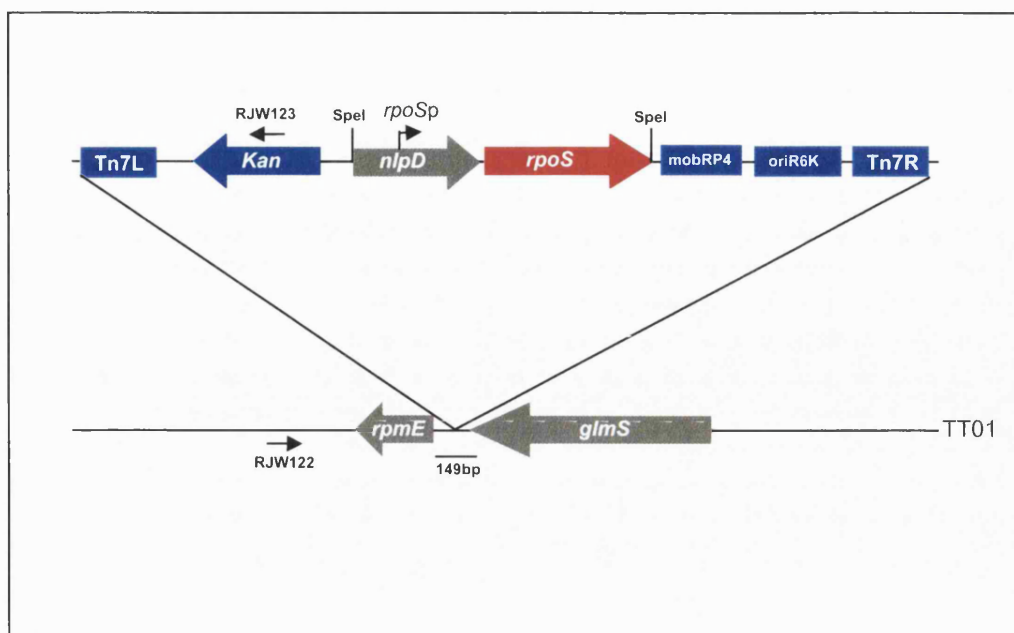 RJW123
SpeI
rpoSp
SpeI
Tn7L
Kan
nlpD
rpoS
mobRP4
oriR6K
Tn7R
rpmE
glmS
TT01
RJW122
149bp